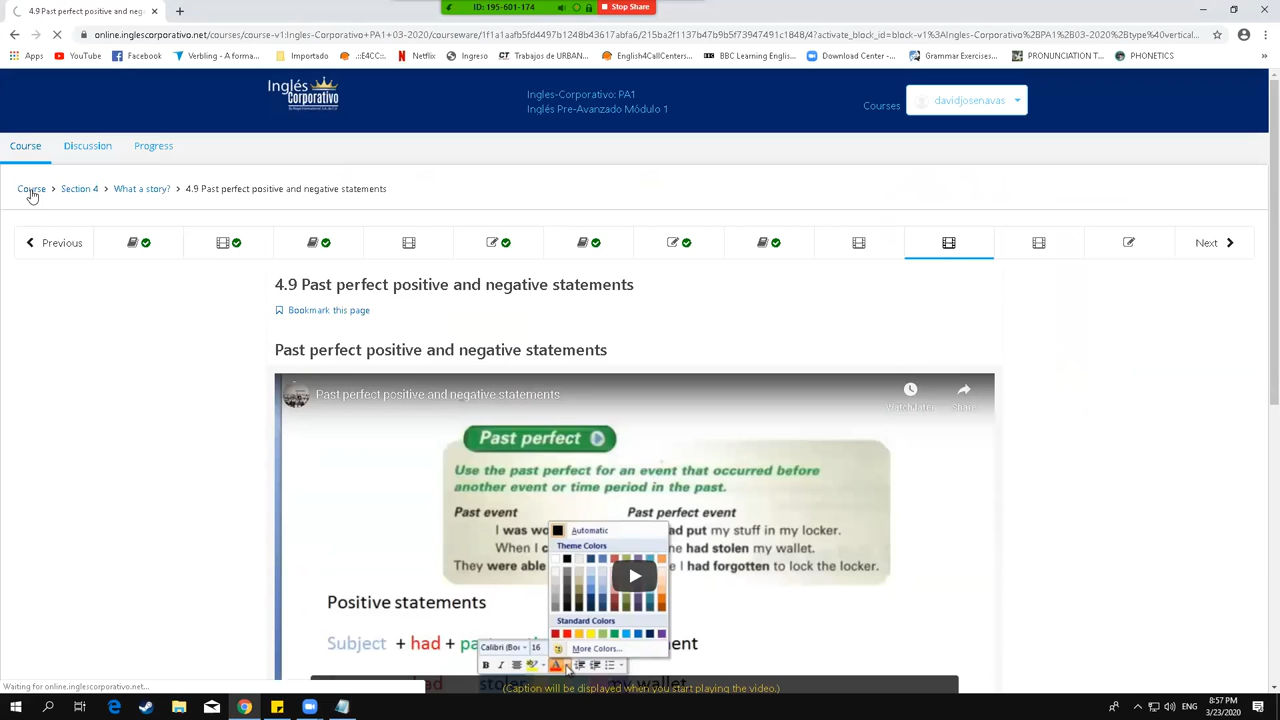 4.9 Past perfect positive and neg
ID: 195-601-174
Stop Share
online.inglescorporativo.net/courses/course-v1:Ingles-Corporativo+PA1+03-2020/courseware/1f1a1aafb5fd4497b1248b43617abfa6/215ba2f1137b47b9b5f73947491c1848/4?activate_block_id=block-v1%3AIngles-Corporativo%2BPA1%2B03-2020%2Btype%40vertical...
Apps YouTube Facebook Verbling - A forma... Importado .::E4CC::. Netflix Ingreso Trabajos de URBAN... English4CallCenters... BBC Learning Englis... Download Center -... Grammar Exercises... PRONUNCIATION T... PHONETICS
Inglés
Corporativo
Ingles-Corporativo: PA1
Inglés Pre-Avanzado Módulo 1
Courses
davidjosenavas
Course Discussion Progress
Course > Section 4 > What a story? > 4.9 Past perfect positive and negative statements
Previous
Next
4.9 Past perfect positive and negative statements
Bookmark this page
Past perfect positive and negative statements
Past perfect positive and negative statements
Watch later Share
Past perfect
Use the past perfect for an event that occurred before
another event or time period in the past.
Past event Past perfect event
I was ad put my stuff in my locker.
When I had stolen my wallet.
They were able I had forgotten to lock the locker.
Automatic
Theme Colors
Standard Colors
More Colors...
Positive statements
Subject + had +
Calibri (Bo 16
B I A
my wallet
(Caption will be displayed when you start playing the video.)
Waiting for online.inglescorporativo.net...
8:57 PM
3/23/2020